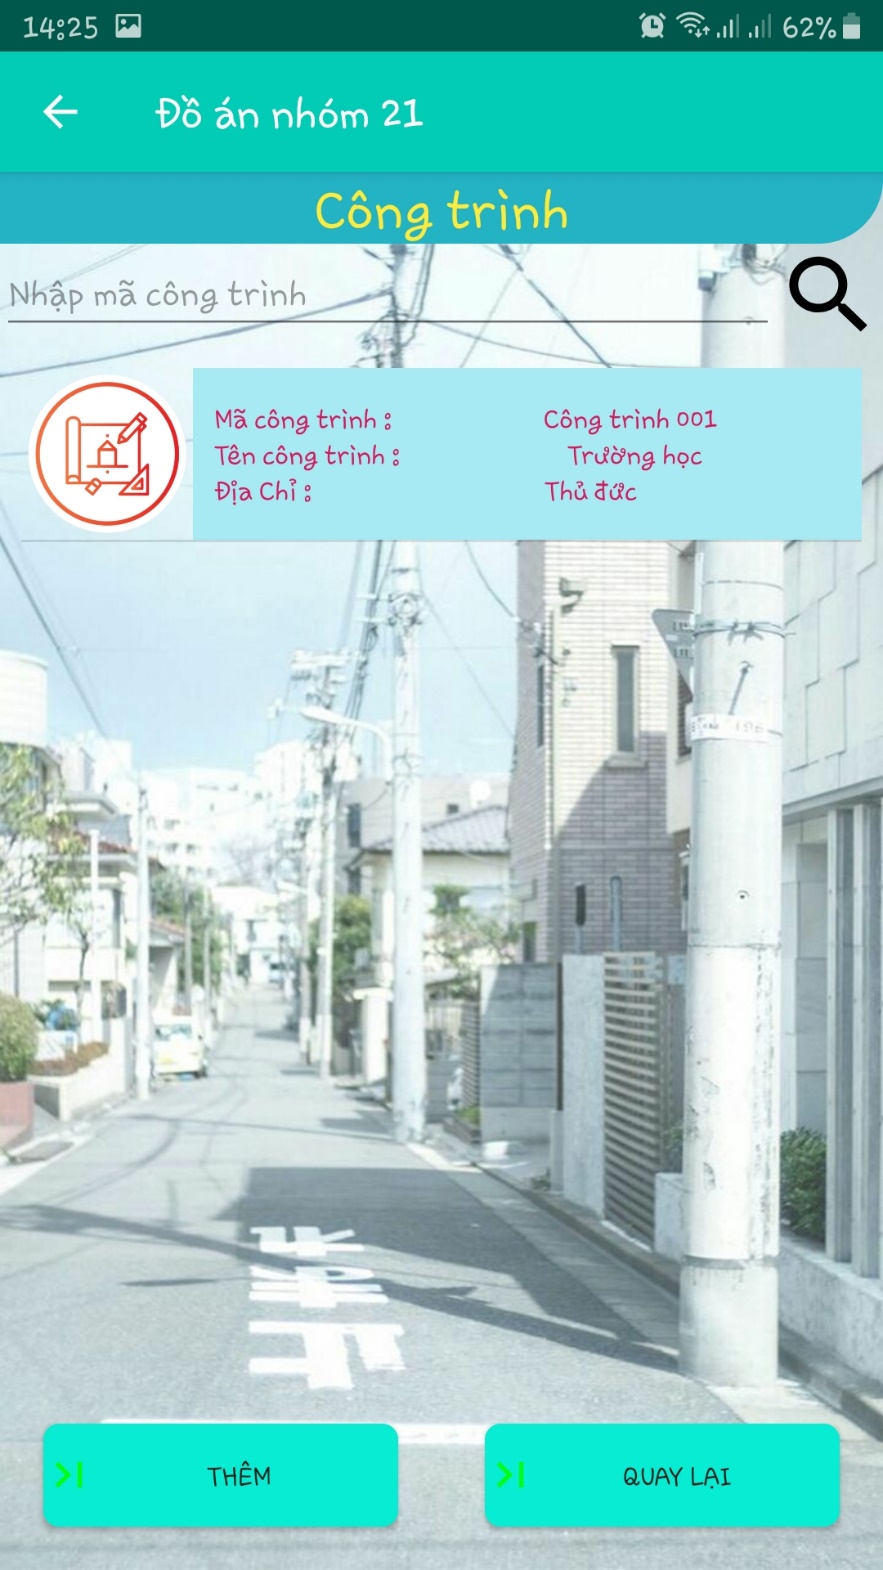 14:25
62%
Đồ án nhóm 21
Công trình
Nhập mã công trình
Mã công trình : Công trình 001
Tên công trình : Trường học
Địa Chỉ : Thủ đức
THÊM
QUAY LẠI